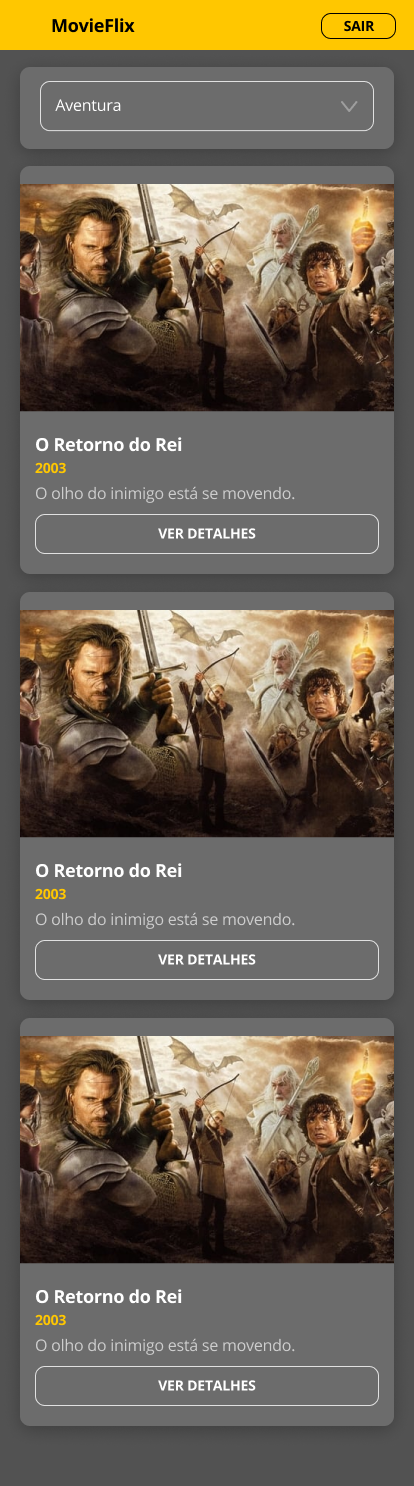 MovieFlix
SAIR
Aventura
O Retorno do Rei
2003
O olho do inimigo está se movendo.
VER DETALHES
O Retorno do Rei
2003
O olho do inimigo está se movendo.
VER DETALHES
O Retorno do Rei
2003
O olho do inimigo está se movendo.
VER DETALHES